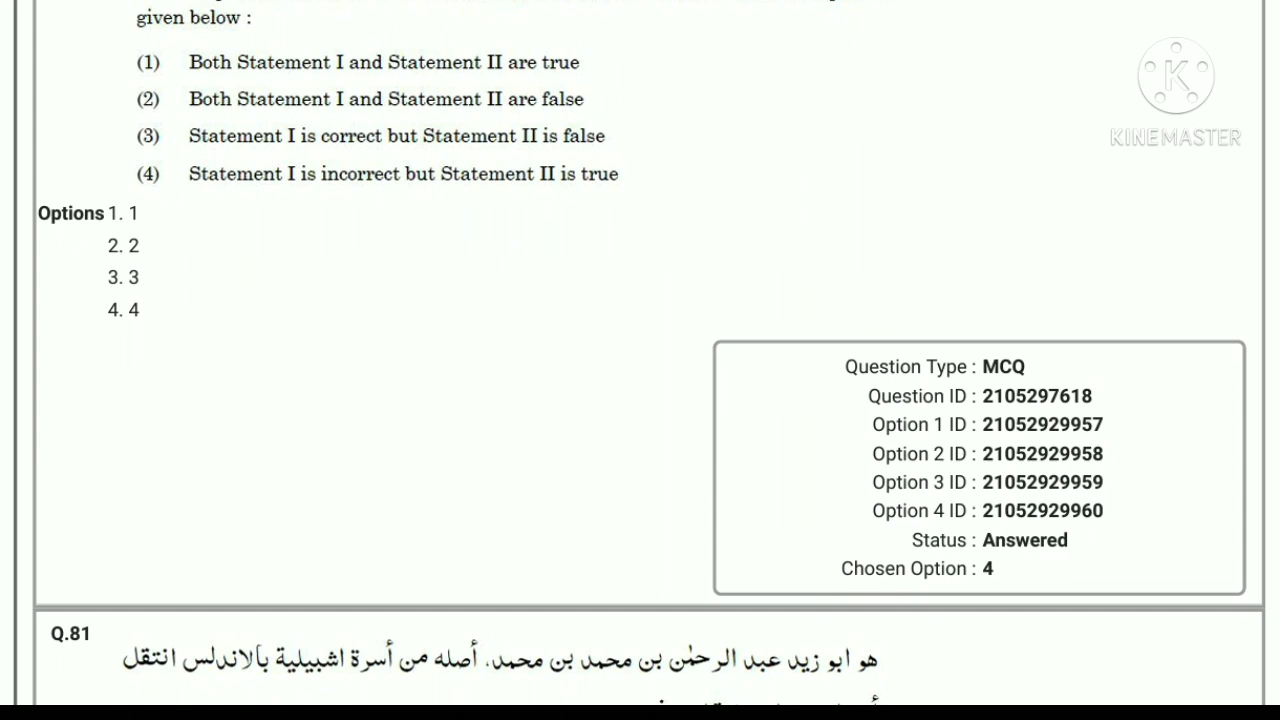 given below :
(1) Both Statement I and Statement II are true
(2) Both Statement I and Statement II are false
(3) Statement I is correct but Statement II is false
(4) Statement I is incorrect but Statement II is true
K
KINEMASTER
Options 1. 1
2. 2
3. 3
4. 4
Question Type : MCQ
Question ID : 2105297618
Option 1 ID : 21052929957
Option 2 ID : 21052929958
Option 3 ID : 21052929959
Option 4 ID : 21052929960
Status : Answered
Chosen Option : 4
Q.81
هو ابو زيد عبد الرحمٰن بن محمد بن محمد، أصله من أسرة اشبيلية بالاندلس انتقل